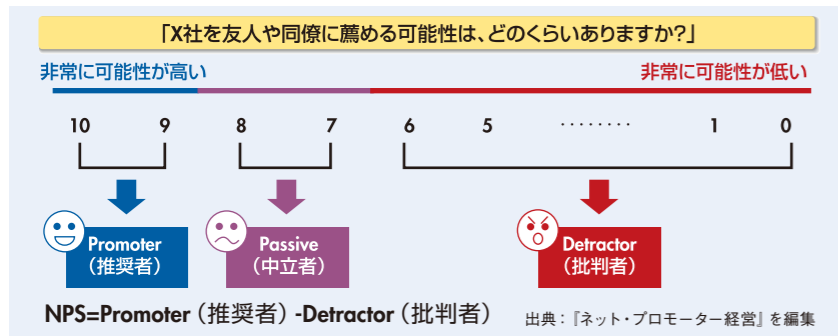 「X社を友人や同僚に薦める可能性は、どのくらいありますか?」
非常に可能性が高い 非常に可能性が低い
10 9 8 7 6 5 ‥‥‥‥ 1 0
Promoter Passive Detractor
（推奨者） （中立者） （批判者）
NPS=Promoter（推奨者）-Detractor（批判者） 出典：『ネット・プロモーター経営』を編集